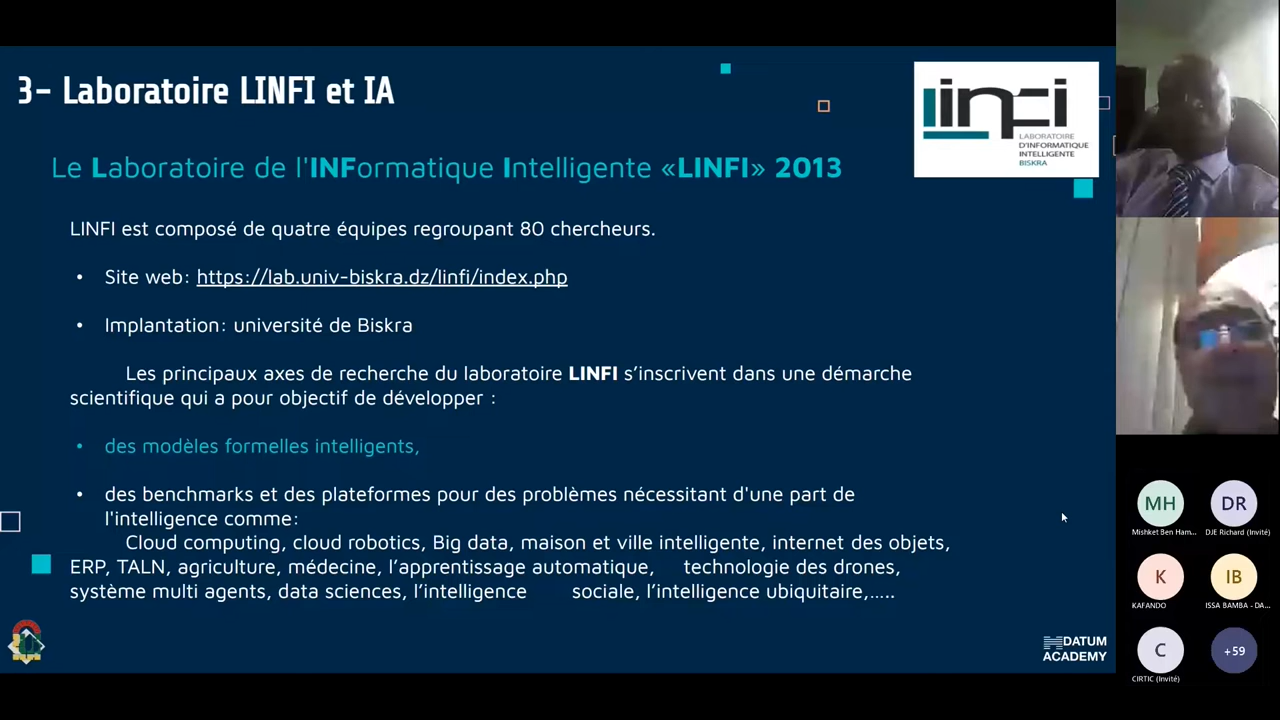 3- Laboratoire LINFI et IA
linfi
LABORATOIRE
D'INFORMATIQUE
INTELLIGENTE
BISKRA
Le Laboratoire de l'INFormatique Intelligente «LINFI» 2013
LINFI est composé de quatre équipes regroupant 80 chercheurs.
• Site web: https://lab.univ-biskra.dz/linfi/index.php
• Implantation: université de Biskra
Les principaux axes de recherche du laboratoire LINFI s’inscrivent dans une démarche
scientifique qui a pour objectif de développer :
• des modèles formelles intelligents,
• des benchmarks et des plateformes pour des problèmes nécessitant d'une part de
l'intelligence comme:
Cloud computing, cloud robotics, Big data, maison et ville intelligente, internet des objets,
ERP, TALN, agriculture, médecine, l’apprentissage automatique, technologie des drones,
système multi agents, data sciences, l’intelligence sociale, l’intelligence ubiquitaire,.....
DATUM
ACADEMY
MH
DR
Mishket Ben Ham...
DJE Richard (Invité)
K
IB
KAFANDO
ISSA BAMBA - DA...
C
+59
CIRTIC (Invité)